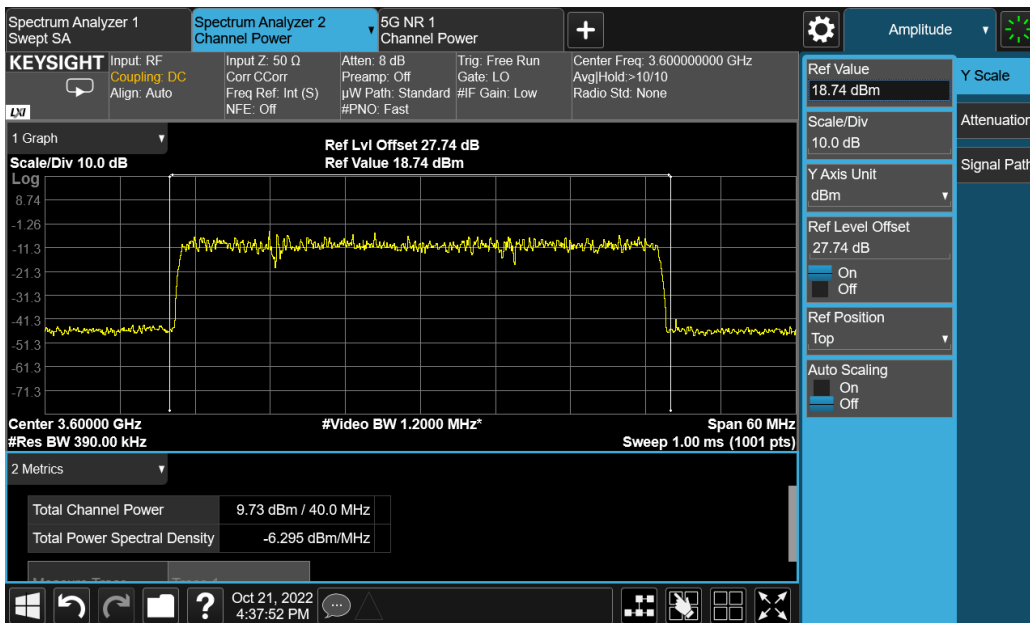 Spectrum Analyzer 1
Swept SA
Spectrum Analyzer 2
Channel Power
5G NR 1
Channel Power
Amplitude
KEYSIGHT
LXI
Input: RF
Coupling: DC
Align: Auto
Input Z: 50 Ω
Corr CCorr
Freq Ref: Int (S)
NFE: Off
Atten: 8 dB
Preamp: Off
µW Path: Standard
#PNO: Fast
Trig: Free Run
Gate: LO
#IF Gain: Low
Center Freq: 3.600000000 GHz
Avg|Hold:>10/10
Radio Std: None
1 Graph
Scale/Div 10.0 dB
Ref Lvl Offset 27.74 dB
Ref Value 18.74 dBm
Log
8.74
-1.26
-11.3
-21.3
-31.3
-41.3
-51.3
-61.3
-71.3
Center 3.60000 GHz
#Res BW 390.00 kHz
#Video BW 1.2000 MHz*
Span 60 MHz
Sweep 1.00 ms (1001 pts)
2 Metrics
Total Channel Power 9.73 dBm / 40.0 MHz
Total Power Spectral Density -6.295 dBm/MHz
Oct 21, 2022
4:37:52 PM
Ref Value
18.74 dBm
Scale/Div
10.0 dB
Y Axis Unit
dBm
Ref Level Offset
27.74 dB
On
Off
Ref Position
Top
Auto Scaling
On
Off
Y Scale
Attenuation
Signal Path